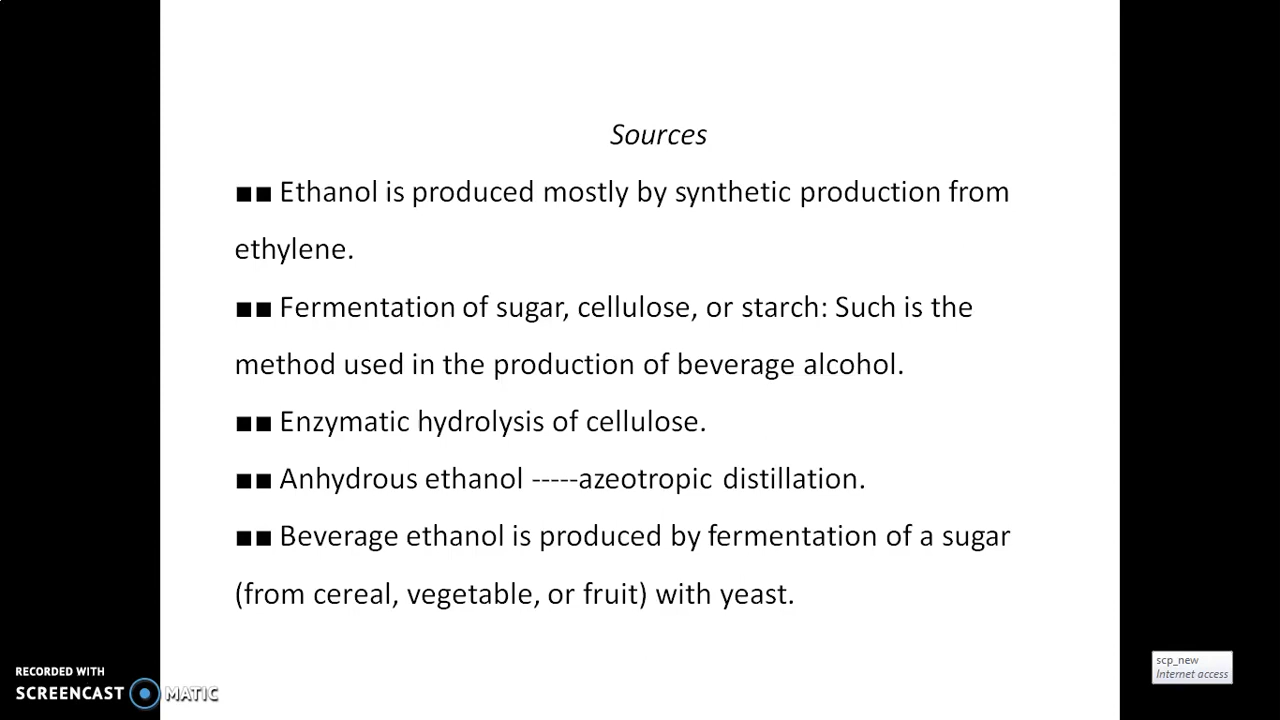 Sources
■■ Ethanol is produced mostly by synthetic production from
ethylene.
■■ Fermentation of sugar, cellulose, or starch: Such is the
method used in the production of beverage alcohol.
■■ Enzymatic hydrolysis of cellulose.
■■ Anhydrous ethanol -----azeotropic distillation.
■■ Beverage ethanol is produced by fermentation of a sugar
(from cereal, vegetable, or fruit) with yeast.
RECORDED WITH
SCREENCAST MATIC
scp_new
Internet access